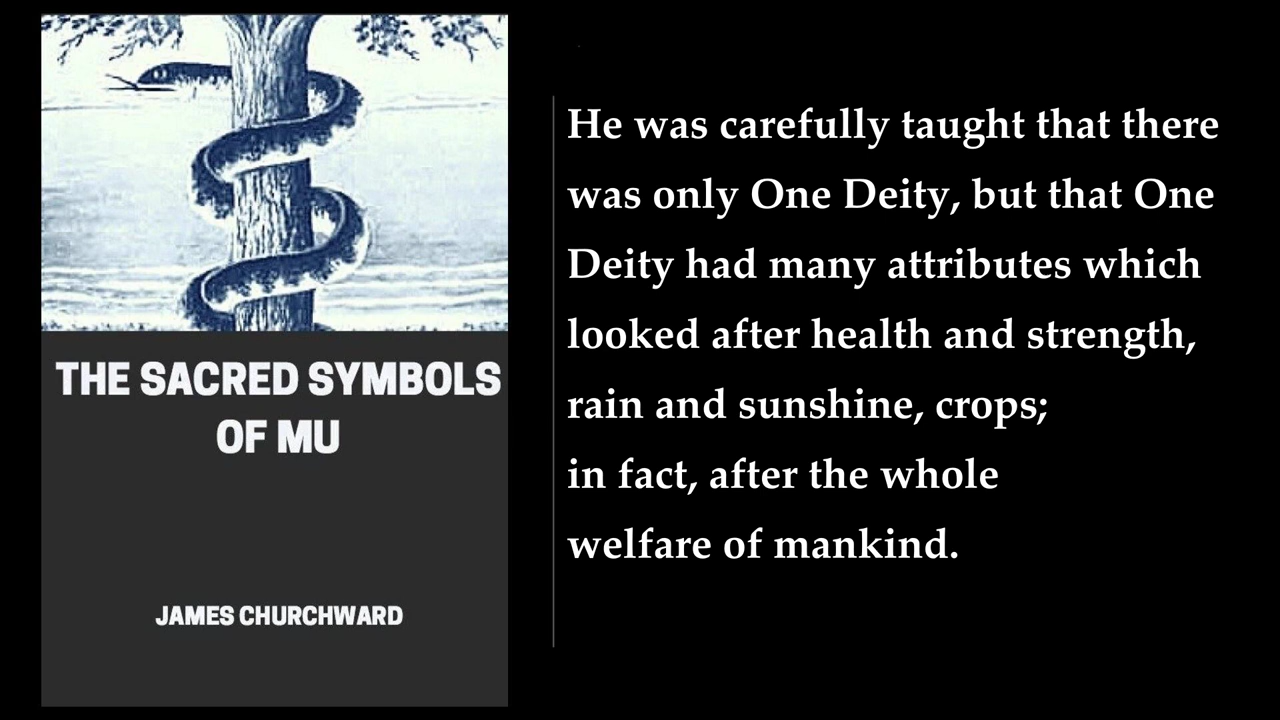 THE SACRED SYMBOLS
OF MU
JAMES CHURCHWARD
He was carefully taught that there
was only One Deity, but that One
Deity had many attributes which
looked after health and strength,
rain and sunshine, crops;
in fact, after the whole
welfare of mankind.